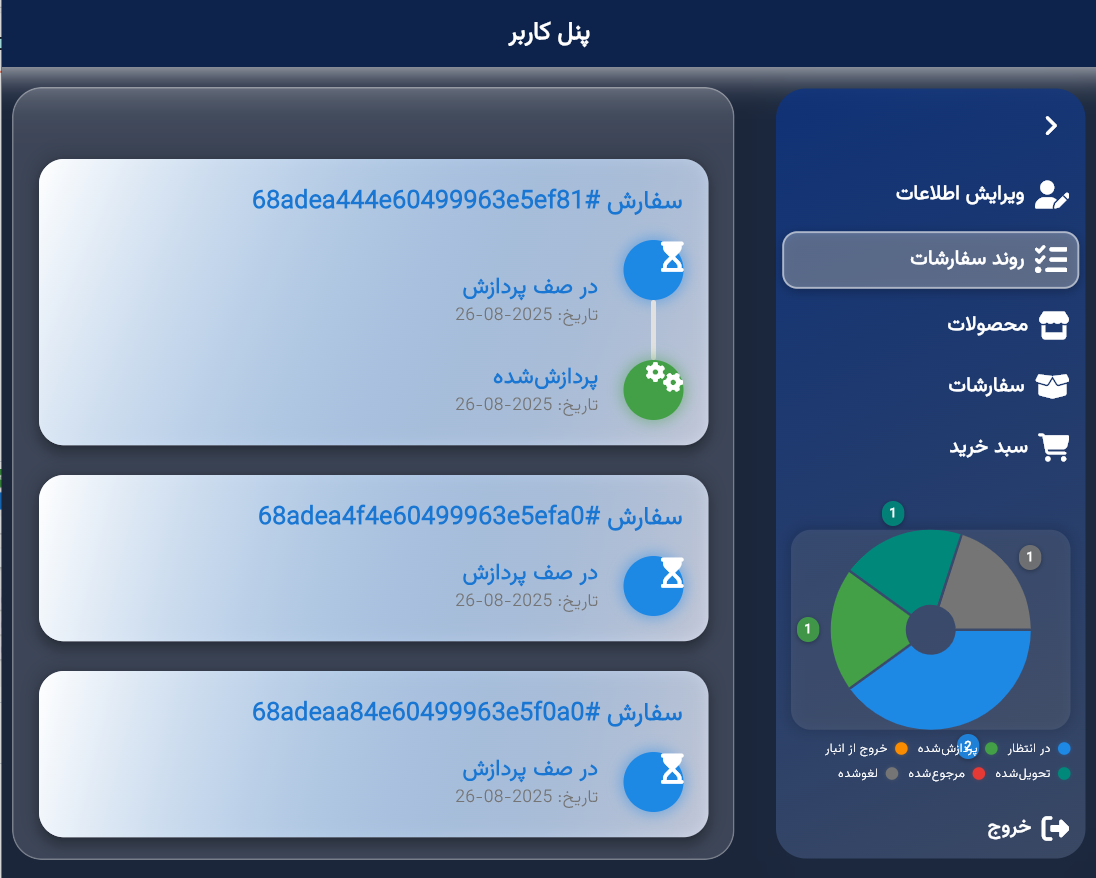 پنل کاربر
ویرایش اطلاعات
روند سفارشات
محصولات
سفارشات
سبد خرید
1
1
1
2
در انتظار
پردازش‌شده
خروج از انبار
تحویل‌شده
مرجوع‌شده
لغوشده
خروج
سفارش #68adea444e60499963e5ef81
در صف پردازش
تاریخ: 2025-08-26
پردازش‌شده
تاریخ: 2025-08-26
سفارش #68adea4f4e60499963e5efa0
در صف پردازش
تاریخ: 2025-08-26
سفارش #68adeaa84e60499963e5f0a0
در صف پردازش
تاریخ: 2025-08-26